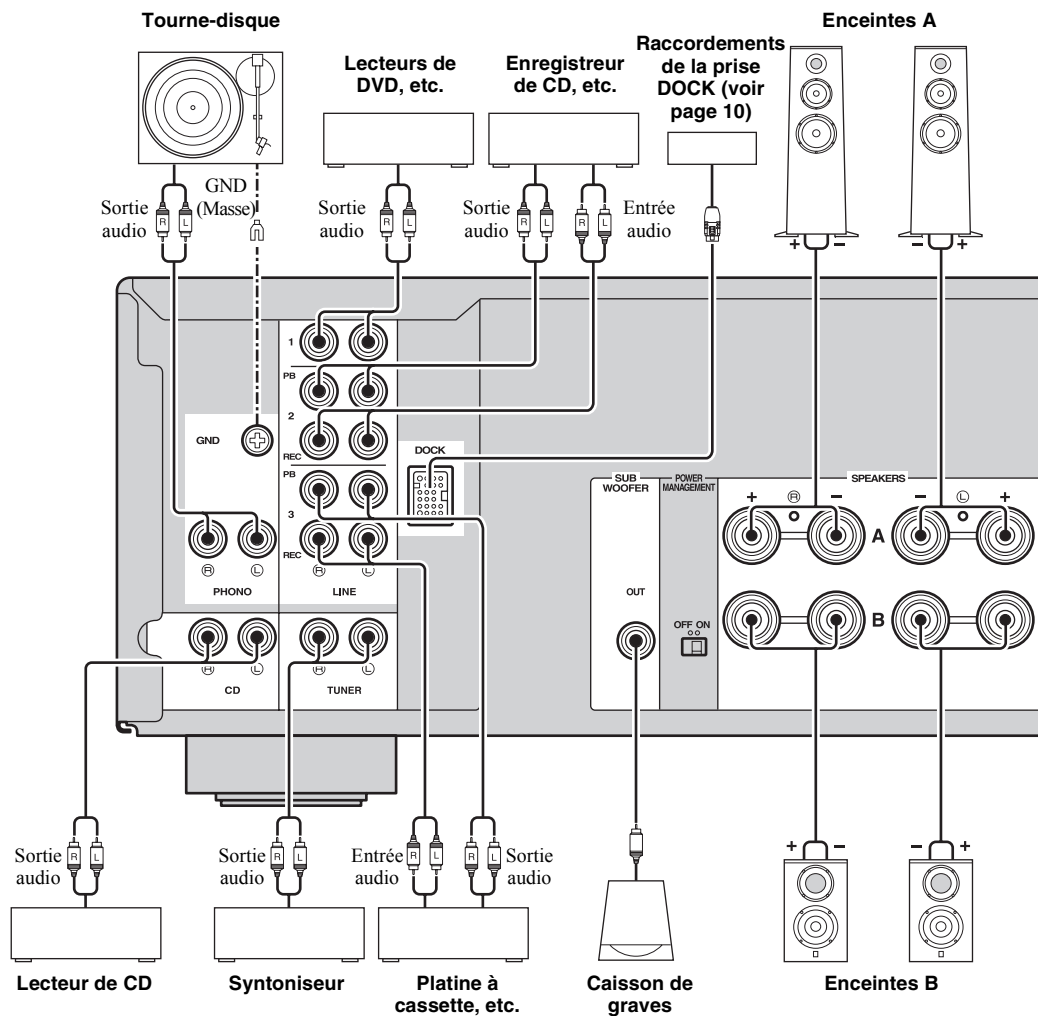 Tourne-disque
Enceintes A
Lecteurs de
DVD, etc.
Enregistreur
de CD, etc.
Raccordements
de la prise
DOCK (voir
page 10)
GND
(Masse)
Sortie
audio
R L
Sortie
audio
R L
Sortie
audio
R L
R L
Entrée
audio
+ −
− +
1
PB
2
REC
PB
3
REC
GND
DOCK
R L
PHONO
R L
LINE
R L
CD
R L
TUNER
SUB
WOOFER
OUT
POWER
MANAGEMENT
OFF ON
SPEAKERS
+ R −
− L +
A
B
Sortie
audio
R L
Sortie
audio
R L
Entrée
audio
R L
R L
Sortie
audio
+ −
− +
Lecteur de CD
Syntoniseur
Platine à
cassette, etc.
Caisson de
graves
Enceintes B